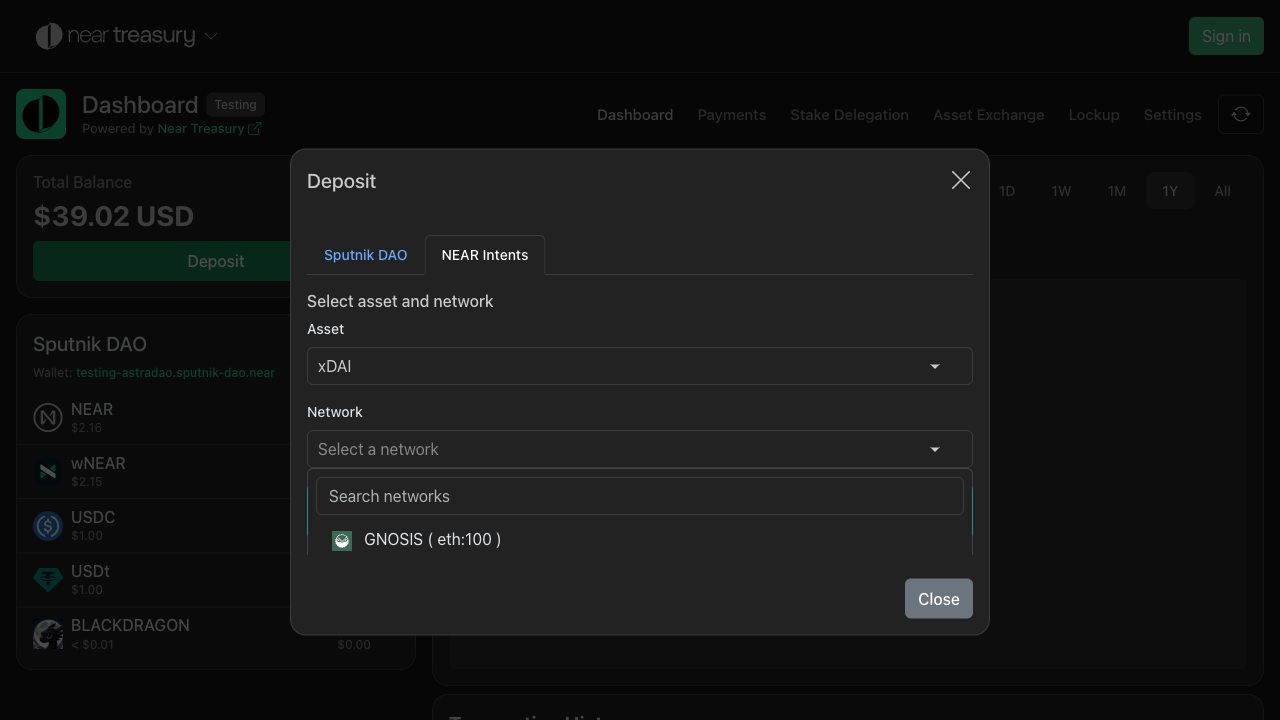 near treasury
Sign in
Dashboard
Testing
Powered by Near Treasury
Dashboard
Payments
Stake Delegation
Asset Exchange
Lockup
Settings
Total Balance
$39.02 USD
Deposit
1D
1W
1M
1Y
All
Deposit
Sputnik DAO
NEAR Intents
Select asset and network
Asset
xDAI
Network
Select a network
Search networks
GNOSIS ( eth:100 )
Close
Sputnik DAO
Wallet: testing-astradao.sputnik-dao.near
NEAR
$2.16
wNEAR
$2.15
USDC
$1.00
USDt
$1.00
BLACKDRAGON
< $0.01
$0.00